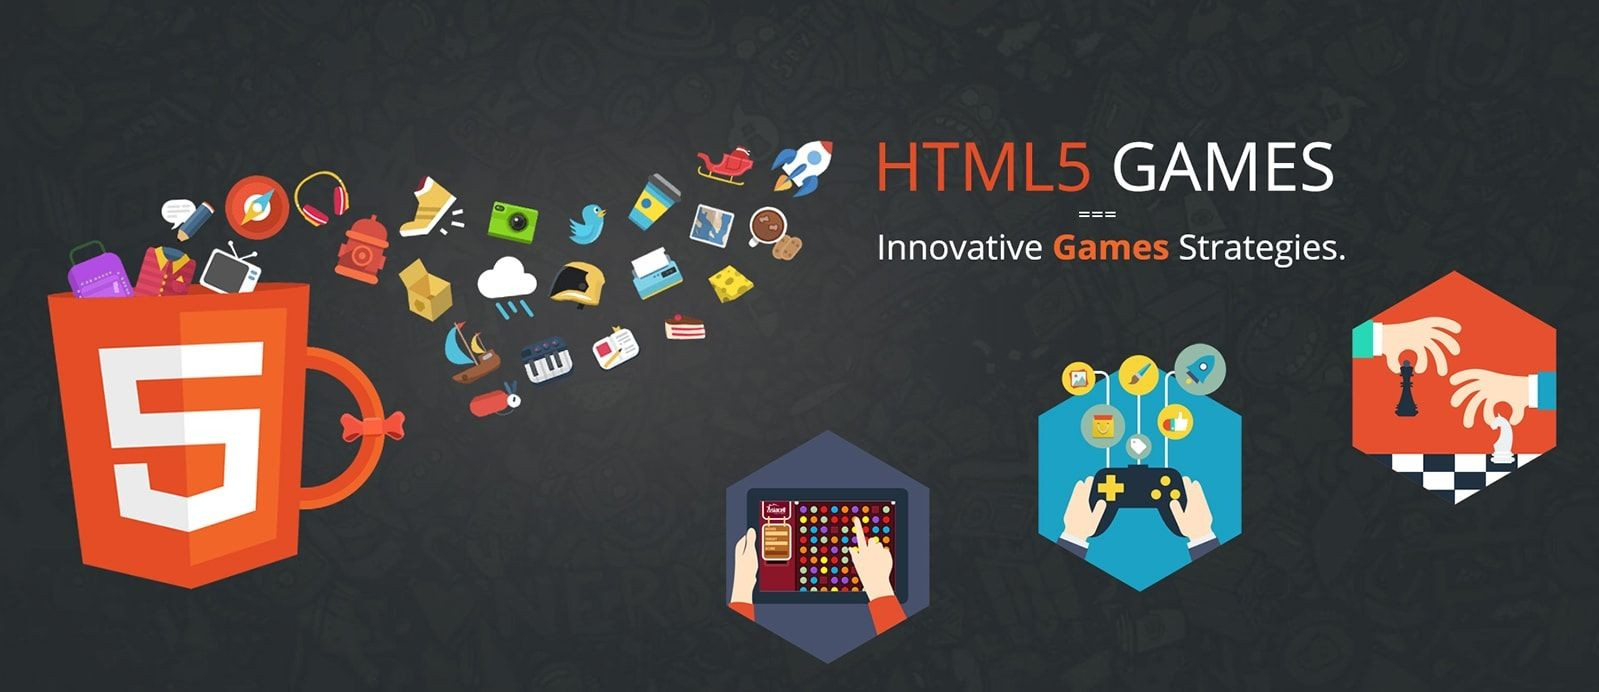 HTML5 GAMES
===
Innovative Games Strategies.
5